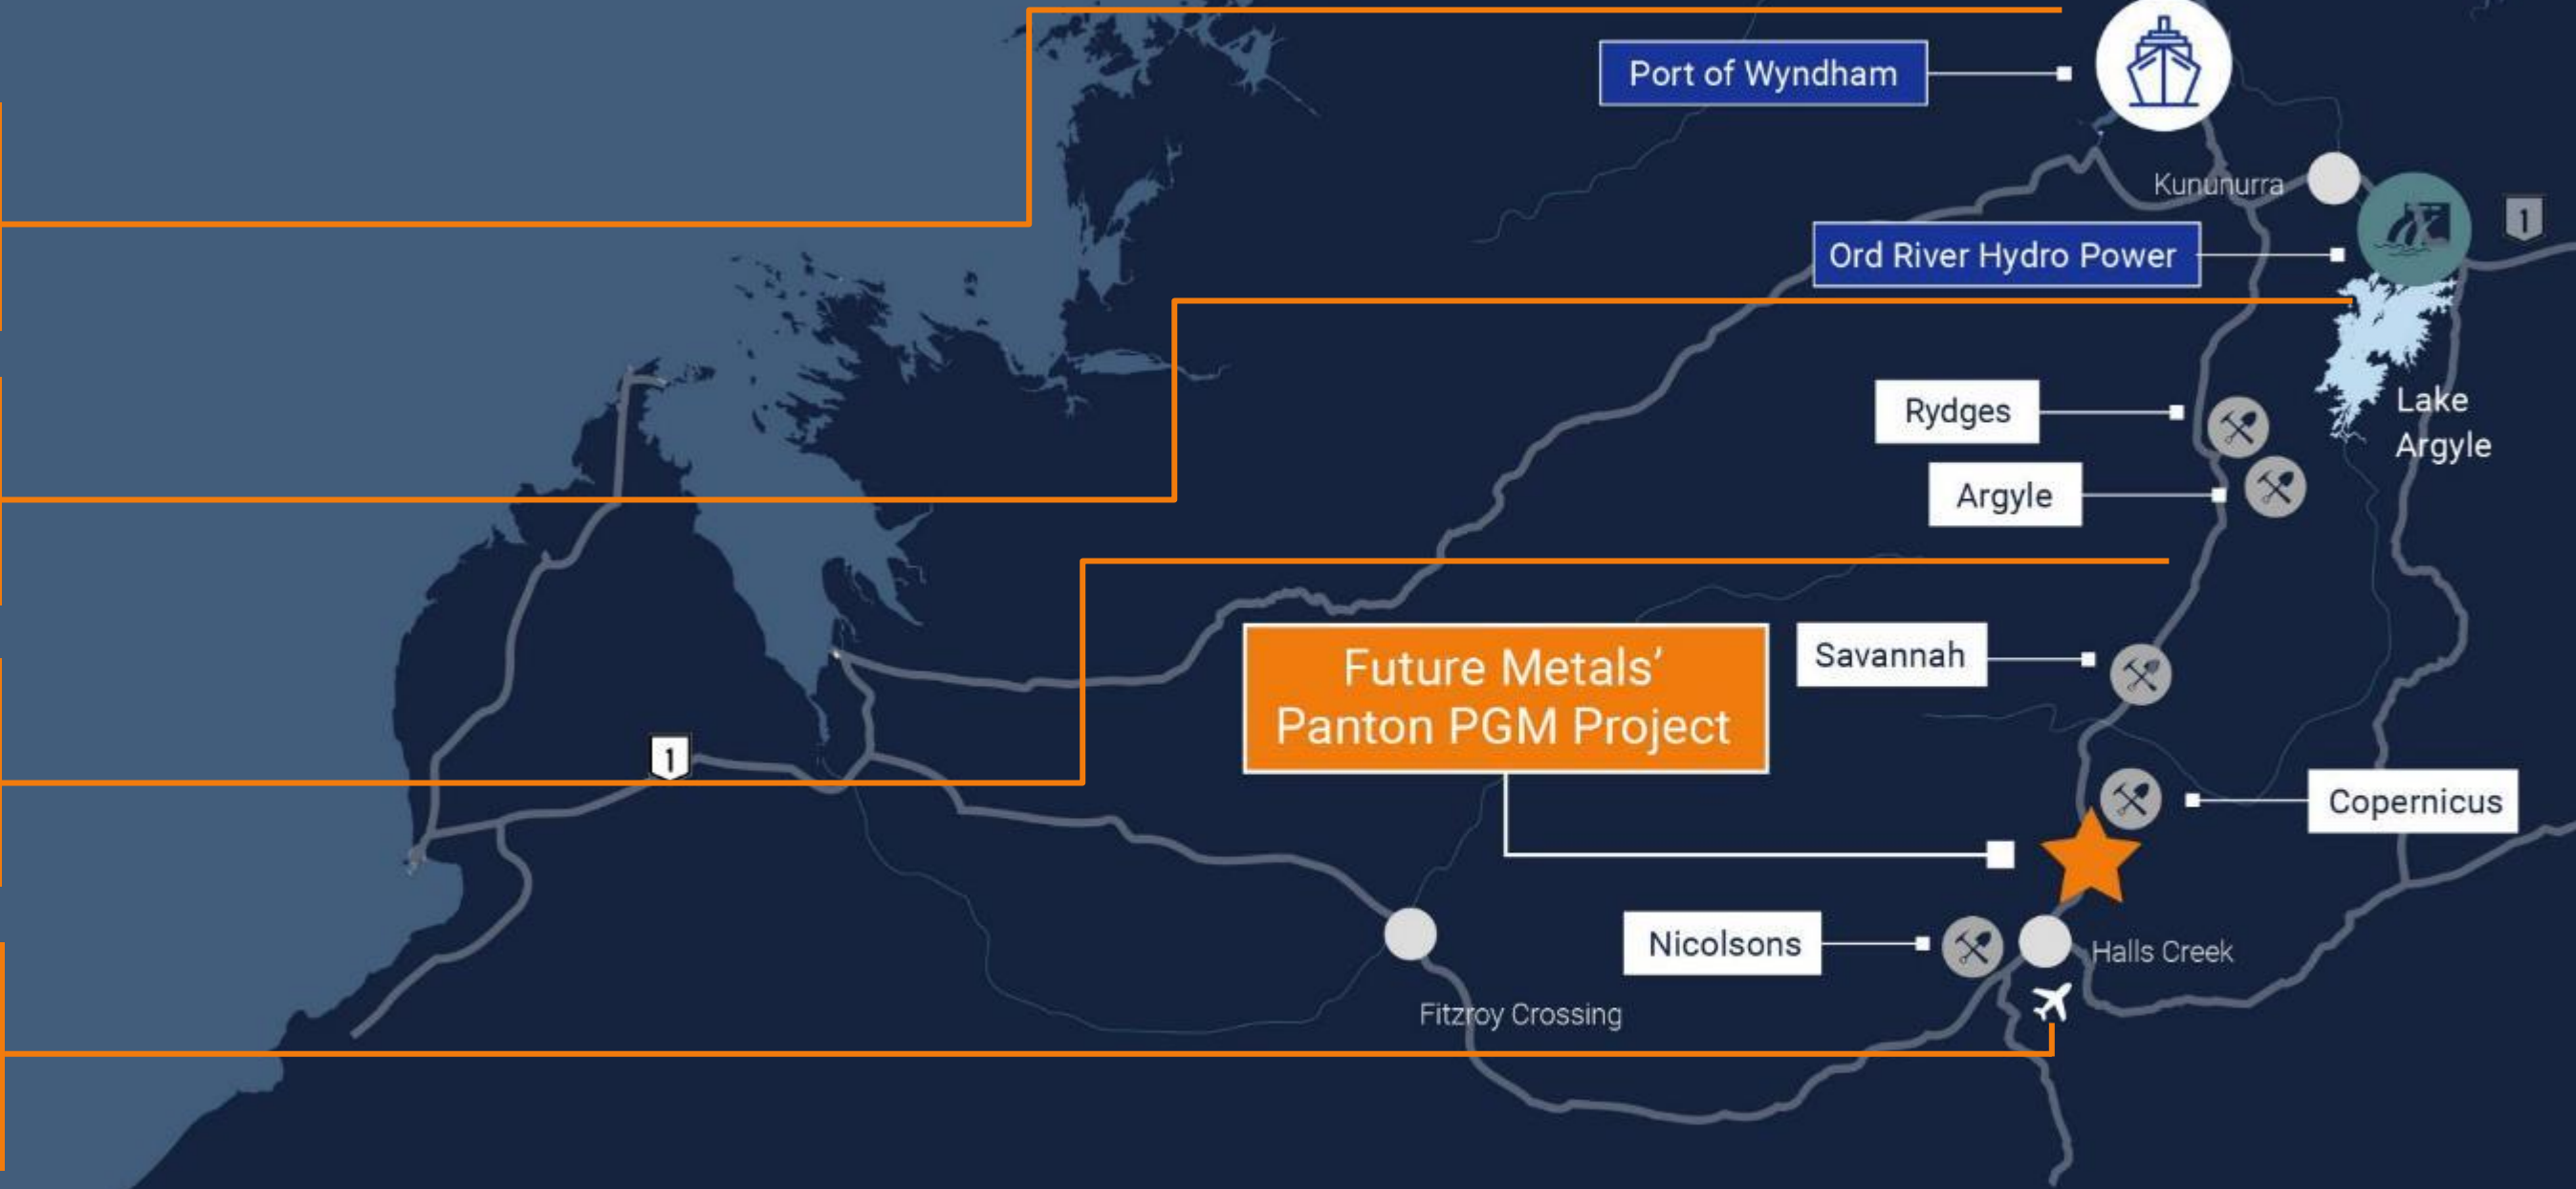 Port of Wyndham
Kununurra
1
Ord River Hydro Power
Rydges
Lake
Argyle
Argyle
Future Metals’
Panton PGM Project
Savannah
1
Copernicus
Nicolsons
Halls Creek
Fitzroy Crossing